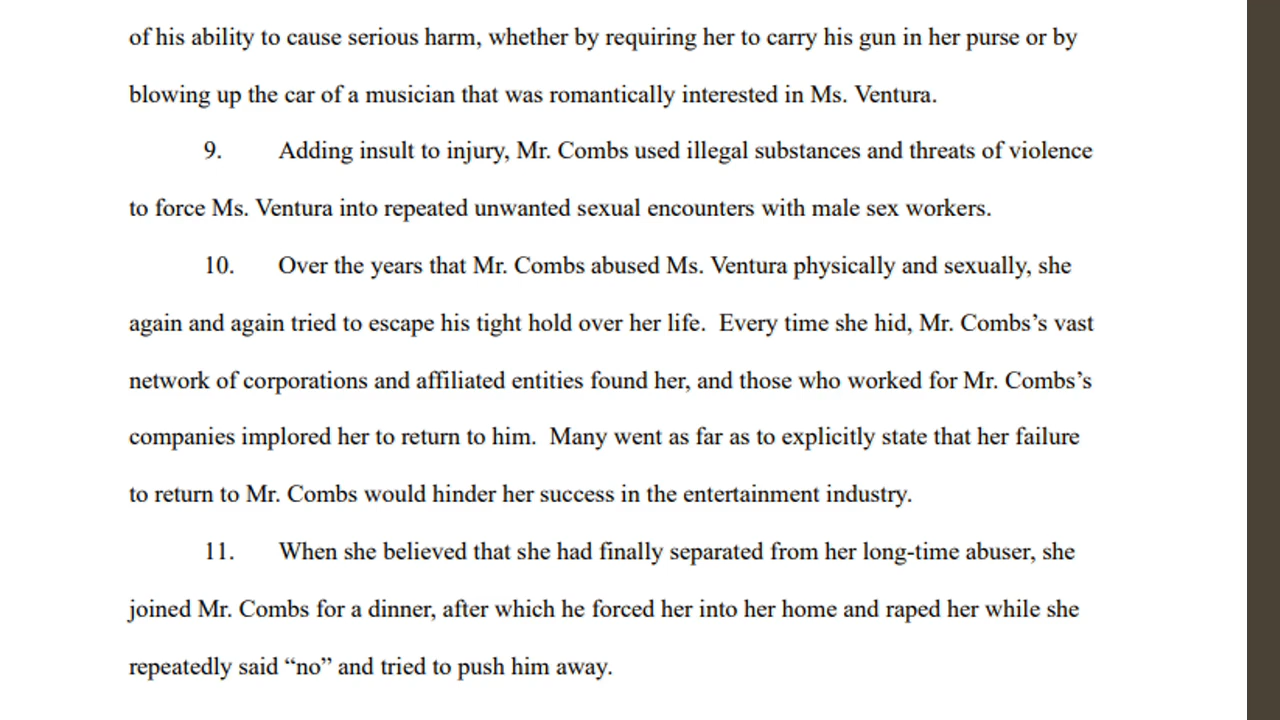 of his ability to cause serious harm, whether by requiring her to carry his gun in her purse or by
blowing up the car of a musician that was romantically interested in Ms. Ventura.
9. Adding insult to injury, Mr. Combs used illegal substances and threats of violence
to force Ms. Ventura into repeated unwanted sexual encounters with male sex workers.
10. Over the years that Mr. Combs abused Ms. Ventura physically and sexually, she
again and again tried to escape his tight hold over her life.  Every time she hid, Mr. Combs’s vast
network of corporations and affiliated entities found her, and those who worked for Mr. Combs’s
companies implored her to return to him.  Many went as far as to explicitly state that her failure
to return to Mr. Combs would hinder her success in the entertainment industry.
11. When she believed that she had finally separated from her long-time abuser, she
joined Mr. Combs for a dinner, after which he forced her into her home and raped her while she
repeatedly said “no” and tried to push him away.